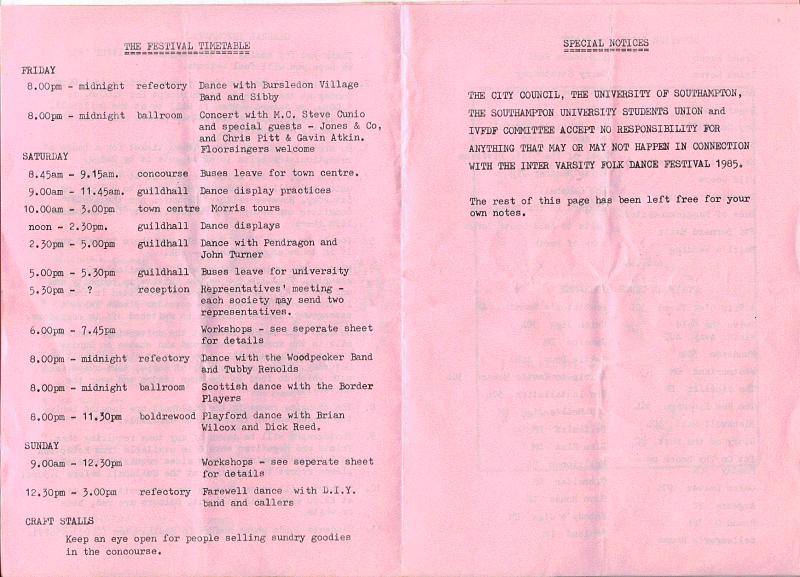 THE FESTIVAL TIMETABLE
FRIDAY
8.00pm - midnight refectory Dance with Bursledon Village
Band and Sibby
8.00pm - midnight ballroom Concert with M.C. Steve Cunio
and special guests - Jones & Co,
and Chris Pitt & Gavin Atkin.
Floorsingers welcome
SATURDAY
8.45am - 9.15am. concourse Buses leave for town centre.
9.00am - 11.45am. guildhall Dance display practices
10.00am - 3.00pm town centre Morris tours
noon - 2.30pm. guildhall Dance displays
2.30pm - 5.00pm guildhall Dance with Pendragon and
John Turner
5.00pm - 5.30pm guildhall Buses leave for university
5.30pm - ? reception Repreentatives' meeting -
each society may send two
representatives.
6.00pm - 7.45pm Workshops - see seperate sheet
for details
8.00pm - midnight refectory Dance with the Woodpecker Band
and Tubby Renolds
8.00pm - midnight ballroom Scottish dance with the Border
Players
8.00pm - 11.30pm boldrewood Playford dance with Brian
Wilcox and Dick Reed.
SUNDAY
9.00am - 12.30pm Workshops - see seperate sheet
for details
12.30pm - 3.00pm refectory Farewell dance with D.I.Y.
band and callers
CRAFT STALLS
Keep an eye open for people selling sundry goodies
in the concourse.
SPECIAL NOTICES
THE CITY COUNCIL, THE UNIVERSITY OF SOUTHAMPTON,
THE SOUTHAMPTON UNIVERSITY STUDENTS UNION and
IVFDF COMMITTEE ACCEPT NO RESPONSIBILITY FOR
ANYTHING THAT MAY OR MAY NOT HAPPEN IN CONNECTION
WITH THE INTER VARSITY FOLK DANCE FESTIVAL 1985.
The rest of this page has been left free for your
own notes.